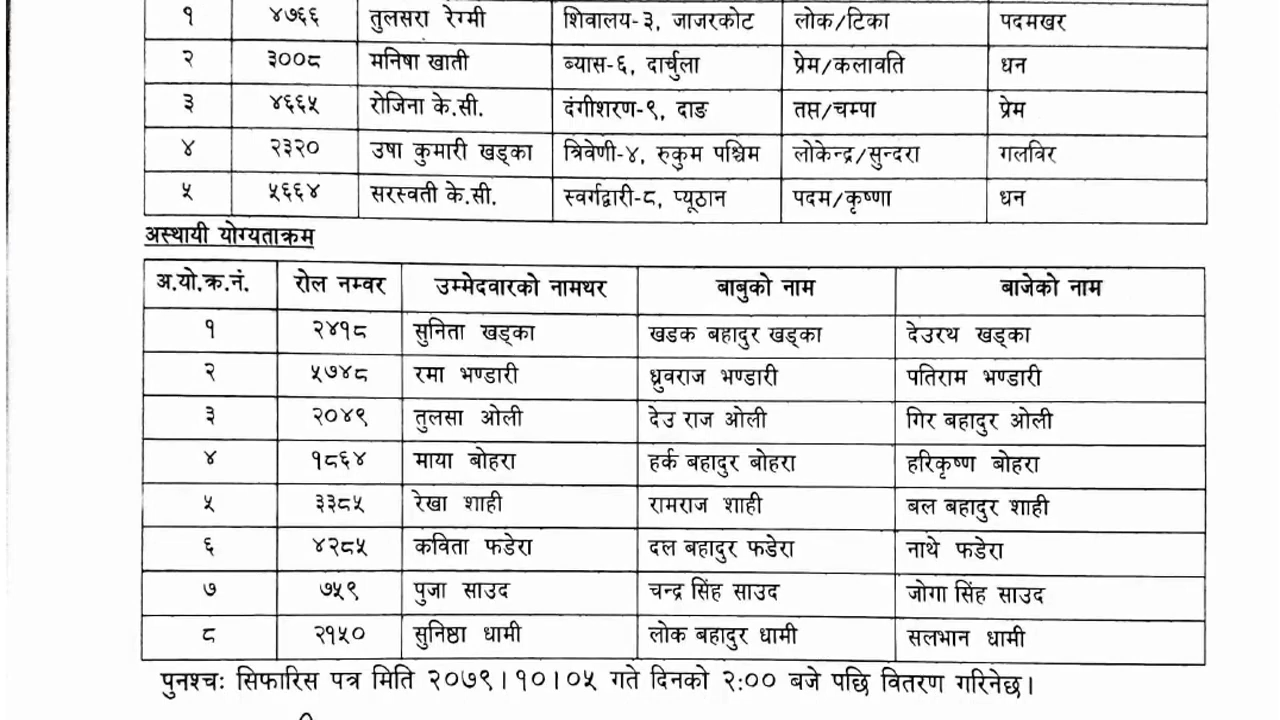 १ ४७६६ तुलसरा रेग्मी शिवालय-३, जाजरकोट लोक/टिका पदमखर
२ ३००८ मनिषा खाती ब्यास-६, दार्चुला प्रेम/कलावति धन
३ ४६६५ रोजिना के.सी. दंगीशरण-९, दाङ तप्त/चम्पा प्रेम
४ २३२० उषा कुमारी खड्का त्रिवेणी-४, रुकुम पश्चिम लोकेन्द्र/सुन्दरा गलविर
५ ५६६४ सरस्वती के.सी. स्वर्गद्वारी-८, प्यूठान पदम/कृष्णा धन
अस्थायी योग्यताक्रम
अ.यो.क्र.नं. रोल नम्वर उम्मेदवारको नामथर बाबुको नाम बाजेको नाम
१ २४१८ सुनिता खड्का खडक बहादुर खड्का देउरथ खड्का
२ ५७४८ रमा भण्डारी ध्रुवराज भण्डारी पतिराम भण्डारी
३ २०४९ तुलसा ओली देउ राज ओली गिर बहादुर ओली
४ १८६४ माया बोहरा हर्क बहादुर बोहरा हरिकृष्ण बोहरा
५ ३३८५ रेखा शाही रामराज शाही बल बहादुर शाही
६ ४२८५ कविता फडेरा दल बहादुर फडेरा नाथे फडेरा
७ ७५९ पुजा साउद चन्द्र सिंह साउद जोगा सिंह साउद
८ २१५० सुनिष्ठा धामी लोक बहादुर धामी सलभान धामी
पुनश्चः सिफारिस पत्र मिति २०७९।१०।०५ गते दिनको २:०० बजे पछि वितरण गरिनेछ।